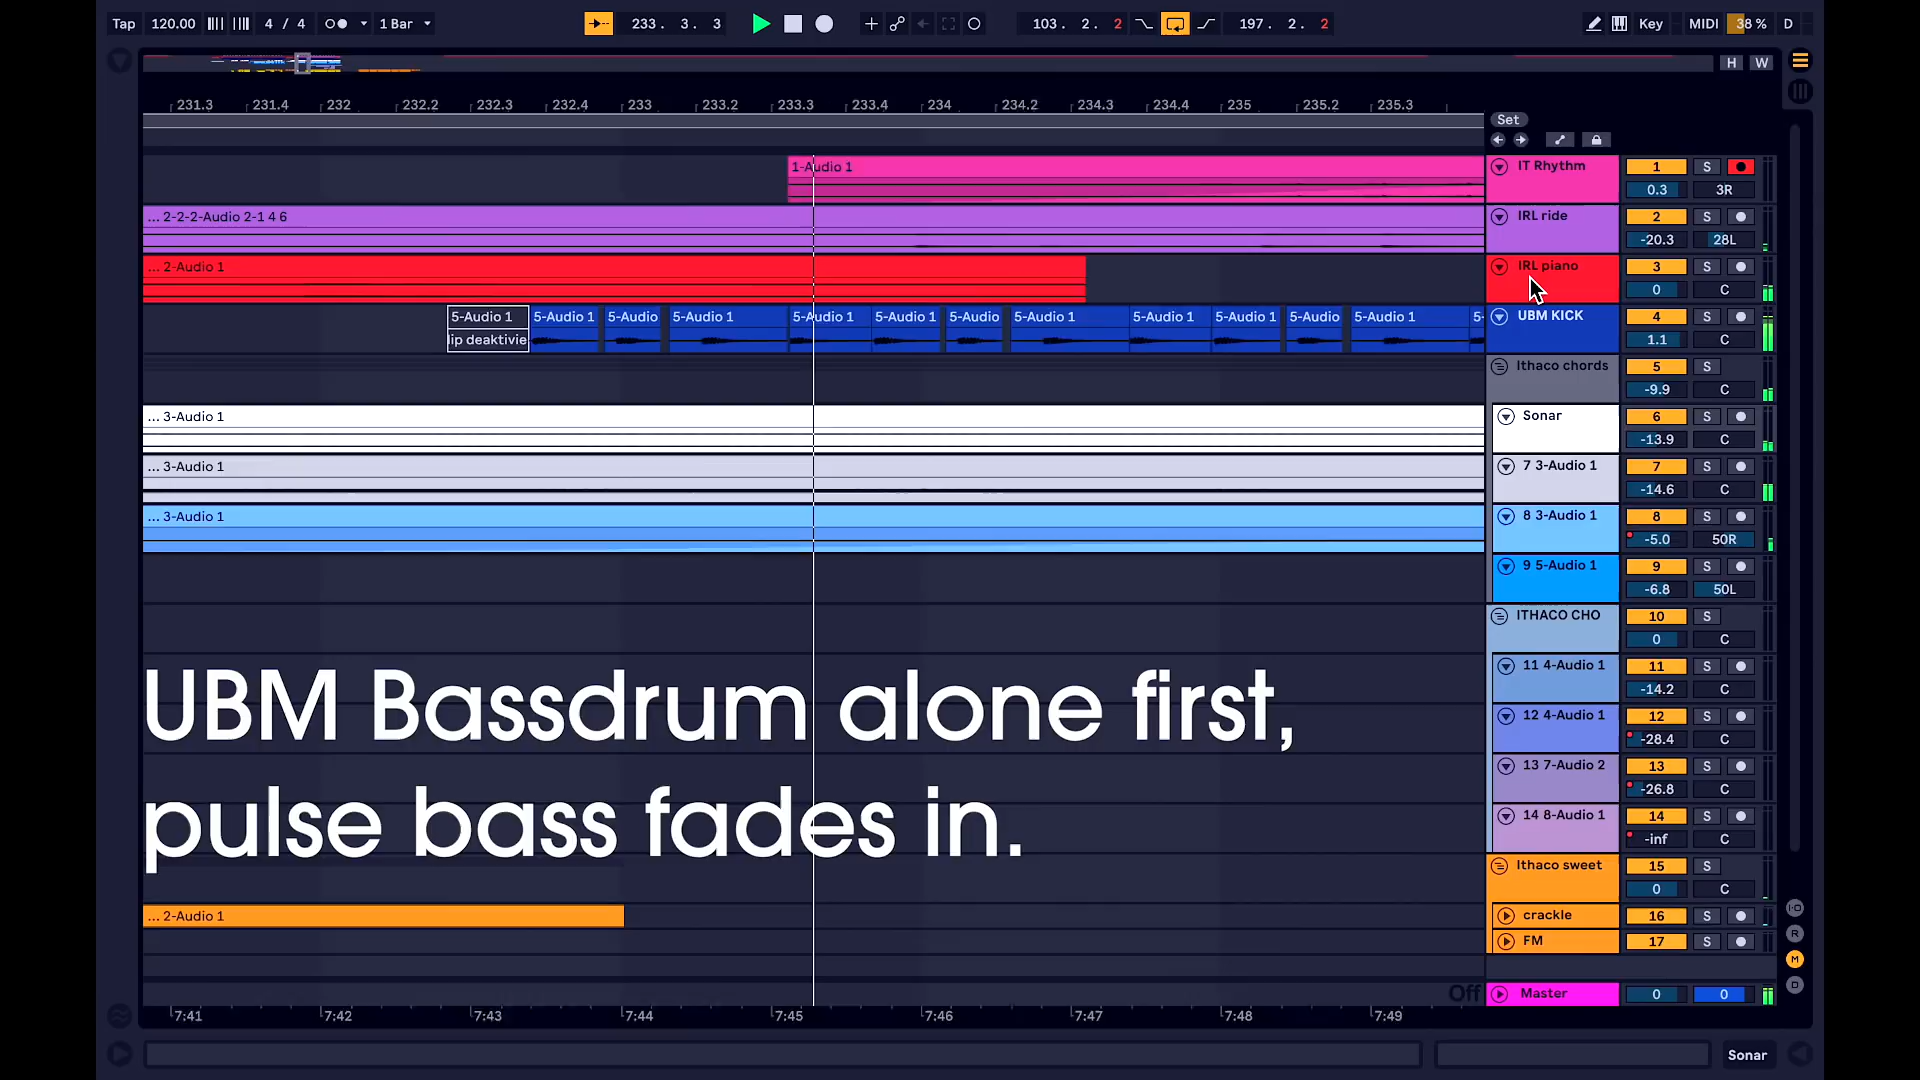 Tap 120.00 4 / 4 1 Bar 233. 3. 3 103. 2. 2 197. 2. 2 Key MIDI 38 % D
H W
231.3 231.4 232 232.2 232.3 232.4 233 233.2 233.3 233.4 234 234.2 234.3 234.4 235 235.2 235.3
Set
1-Audio 1 IT Rhythm 1 S
0.3 3R
... 2-2-2-Audio 2-1 4 6 IRL ride 2 S
-20.3 28L
... 2-Audio 1 IRL piano 3 S
0 C
5-Audio 1 5-Audio 1 5-Audio 5-Audio 1 5-Audio 1 5-Audio 1 5-Audio 5-Audio 1 5-Audio 1 5-Audio 1 5-Audio 5-Audio 1 5- UBM KICK 4 S
lip deaktivie 1.1 C
Ithaco chords 5 S
-9.9 C
... 3-Audio 1 Sonar 6 S
-13.9 C
... 3-Audio 1 7 3-Audio 1 7 S
-14.6 C
... 3-Audio 1 8 3-Audio 1 8 S
-5.0 50R
9 5-Audio 1 9 S
-6.8 50L
ITHACO CHO 10 S
0 C
11 4-Audio 1 11 S
-14.2 C
12 4-Audio 1 12 S
-28.4 C
13 7-Audio 2 13 S
-26.8 C
14 8-Audio 1 14 S
-inf C
UBM Bassdrum alone first,
pulse bass fades in.
Ithaco sweet 15 S
0 C
... 2-Audio 1 crackle 16 S
FM 17 S
I·O
R
M
D
Off Master 0 0
7:41 7:42 7:43 7:44 7:45 7:46 7:47 7:48 7:49
Sonar